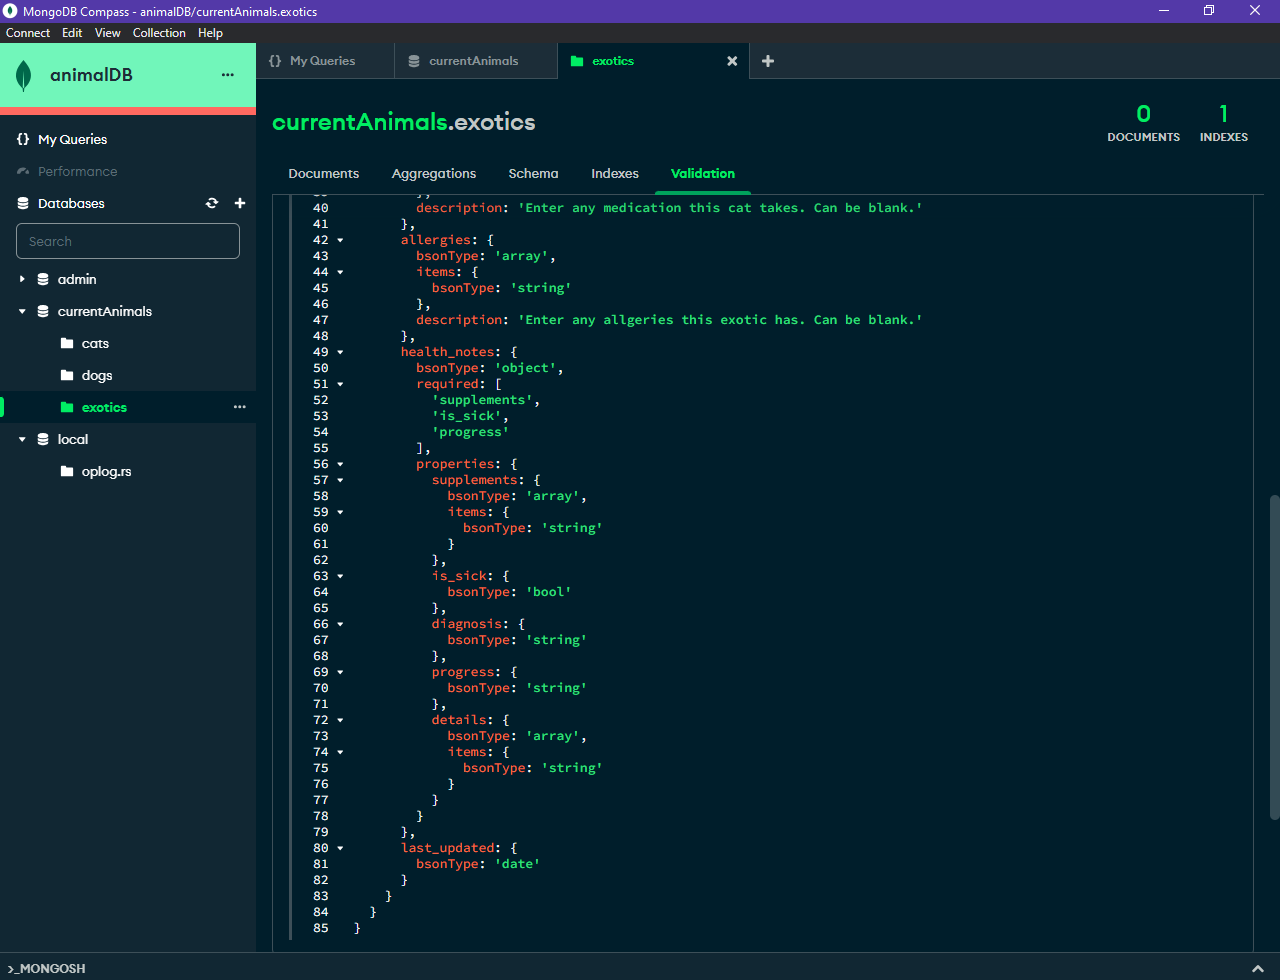 MongoDB Compass - animalDB/currentAnimals.exotics
Connect Edit View Collection Help
animalDB
My Queries
Performance
Databases
Search
admin
currentAnimals
cats
dogs
exotics
local
oplog.rs
{} My Queries
currentAnimals
exotics
currentAnimals.exotics
0
DOCUMENTS
1
INDEXES
Documents Aggregations Schema Indexes Validation
40 description: 'Enter any medication this cat takes. Can be blank.'
41 },
42 allergies: {
43 bsonType: 'array',
44 items: {
45 bsonType: 'string'
46 },
47 description: 'Enter any allgeries this exotic has. Can be blank.'
48 },
49 health_notes: {
50 bsonType: 'object',
51 required: [
52 'supplements',
53 'is_sick',
54 'progress'
55 ],
56 properties: {
57 supplements: {
58 bsonType: 'array',
59 items: {
60 bsonType: 'string'
61 }
62 },
63 is_sick: {
64 bsonType: 'bool'
65 },
66 diagnosis: {
67 bsonType: 'string'
68 },
69 progress: {
70 bsonType: 'string'
71 },
72 details: {
73 bsonType: 'array',
74 items: {
75 bsonType: 'string'
76 }
77 }
78 }
79 },
80 last_updated: {
81 bsonType: 'date'
82 }
83 }
84 }
85 }
>_MONGOSH